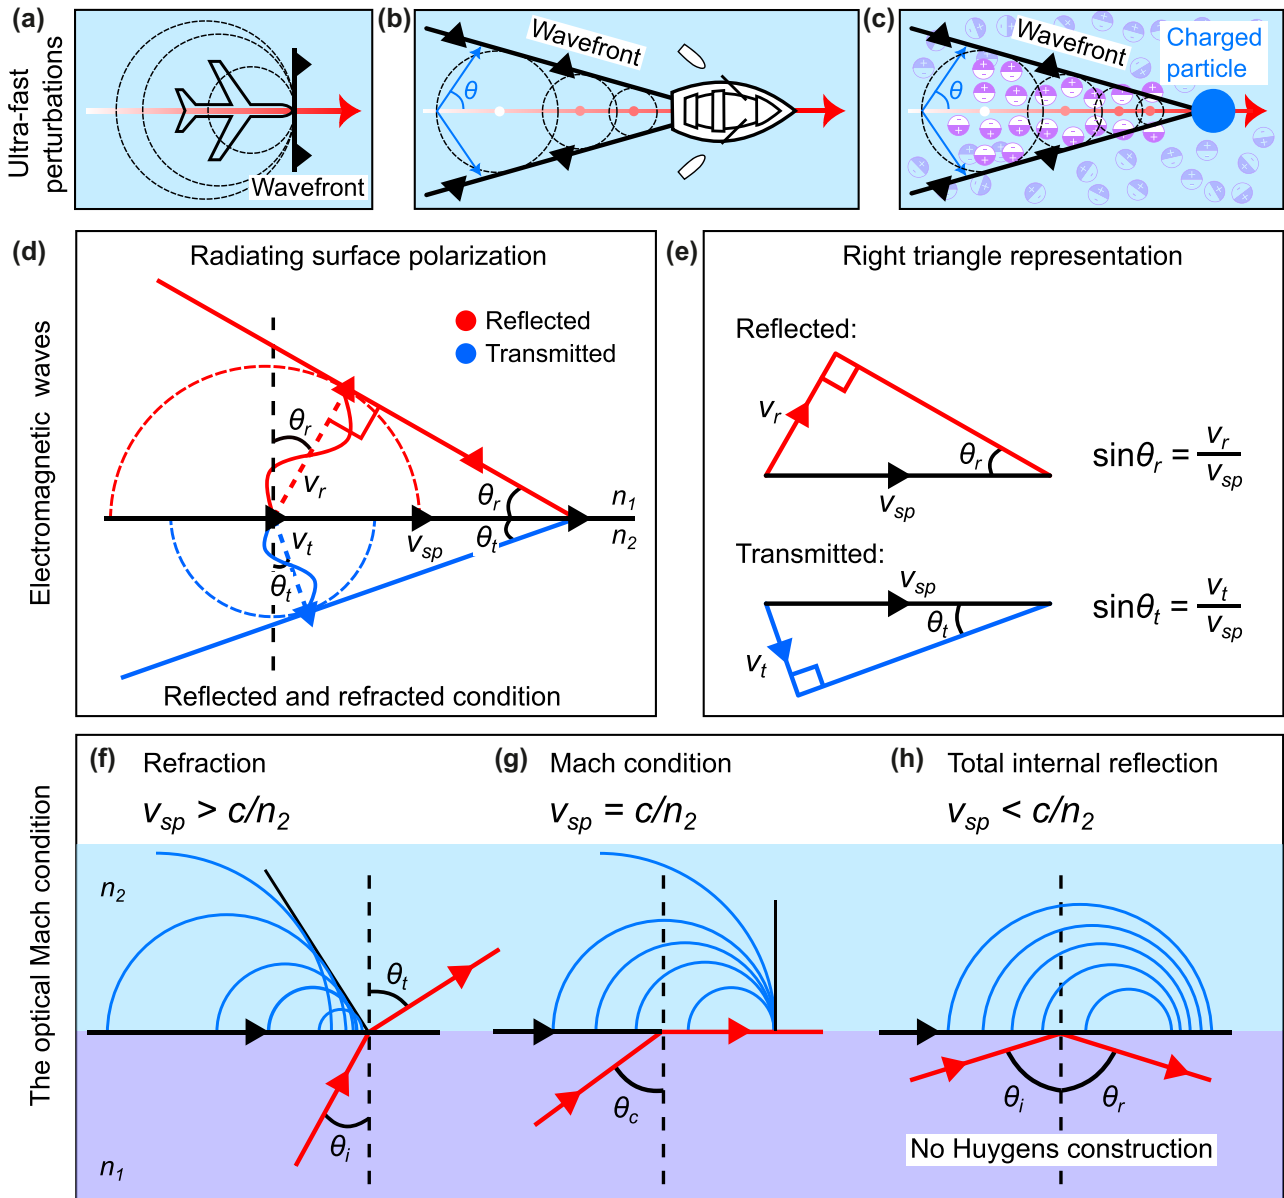 Ultra-fast
perturbations
(a)
Wavefront
(b)
Wavefront
θ
(c)
Wavefront
Charged
particle
θ
Electromagnetic waves
(d)
Radiating surface polarization
Reflected
Transmitted
θr
vr
θr
n1
vt
vsp
θt
n2
θt
Reflected and refracted condition
(e)
Right triangle representation
Reflected:
vr
θr
vsp
sinθr = vr/vsp
Transmitted:
vsp
θt
vt
sinθt = vt/vsp
The optical Mach condition
(f) Refraction
vsp > c/n2
n2
θt
θi
n1
(g) Mach condition
vsp = c/n2
θc
(h) Total internal reflection
vsp < c/n2
θi
θr
No Huygens construction